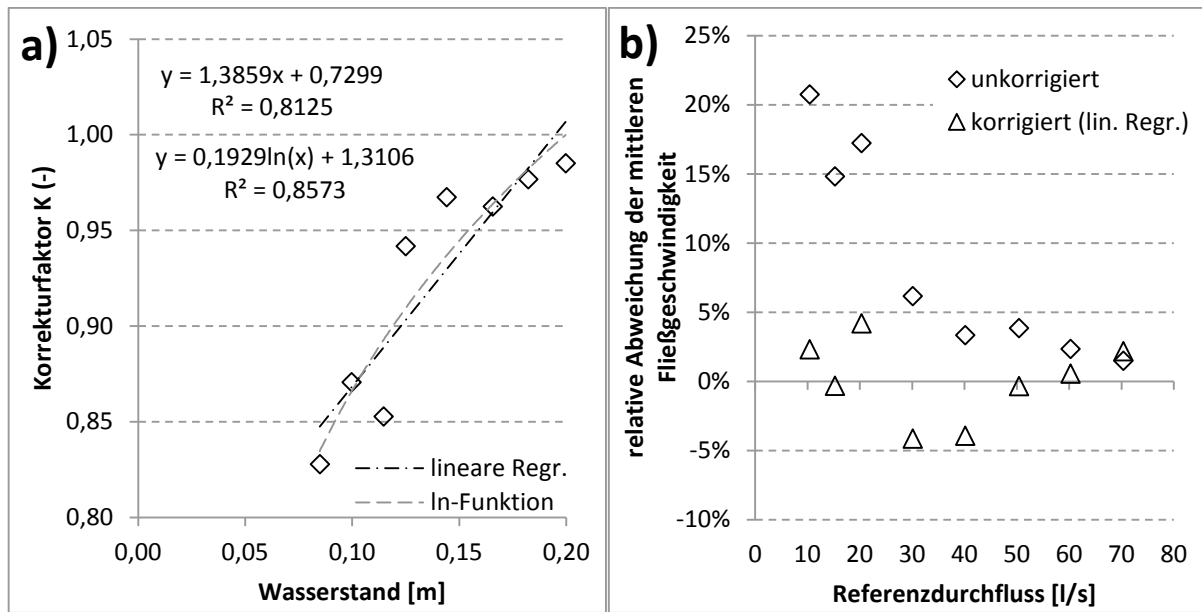 a)
1,05
1,00
0,95
0,90
0,85
0,80
Korrekturfaktor K (-)
y = 1,3859x + 0,7299
R² = 0,8125
y = 0,1929ln(x) + 1,3106
R² = 0,8573
lineare Regr.
ln-Funktion
0,00 0,05 0,10 0,15 0,20
Wasserstand [m]
b)
25%
20%
15%
10%
5%
0%
-5%
-10%
relative Abweichung der mittleren
Fließgeschwindigkeit
unkorrigiert
korrigiert (lin. Regr.)
0 10 20 30 40 50 60 70 80
Referenzdurchfluss [l/s]